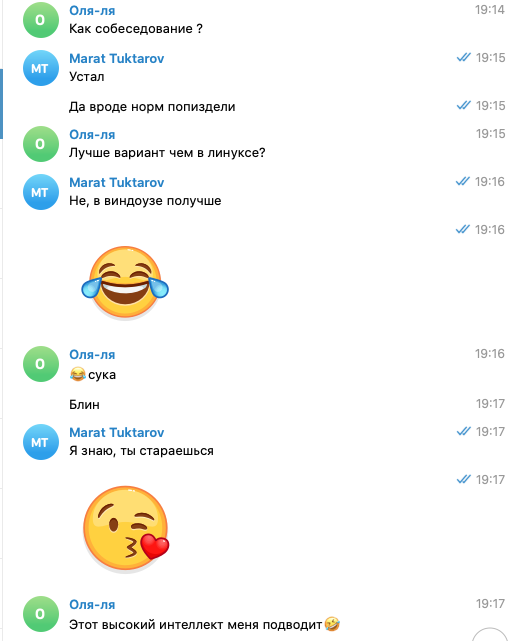 О
Оля-ля
19:14
Как собеседование ?
МТ
Marat Tuktarov
19:15
Устал
Да вроде норм попиздели
19:15
О
Оля-ля
19:15
Лучше вариант чем в линуксе?
МТ
Marat Tuktarov
19:16
Не, в виндоузе получше
19:16
О
Оля-ля
19:16
😂сука
Блин
19:17
МТ
Marat Tuktarov
19:17
Я знаю, ты стараешься
19:17
О
Оля-ля
19:17
Этот высокий интеллект меня подводит🤣